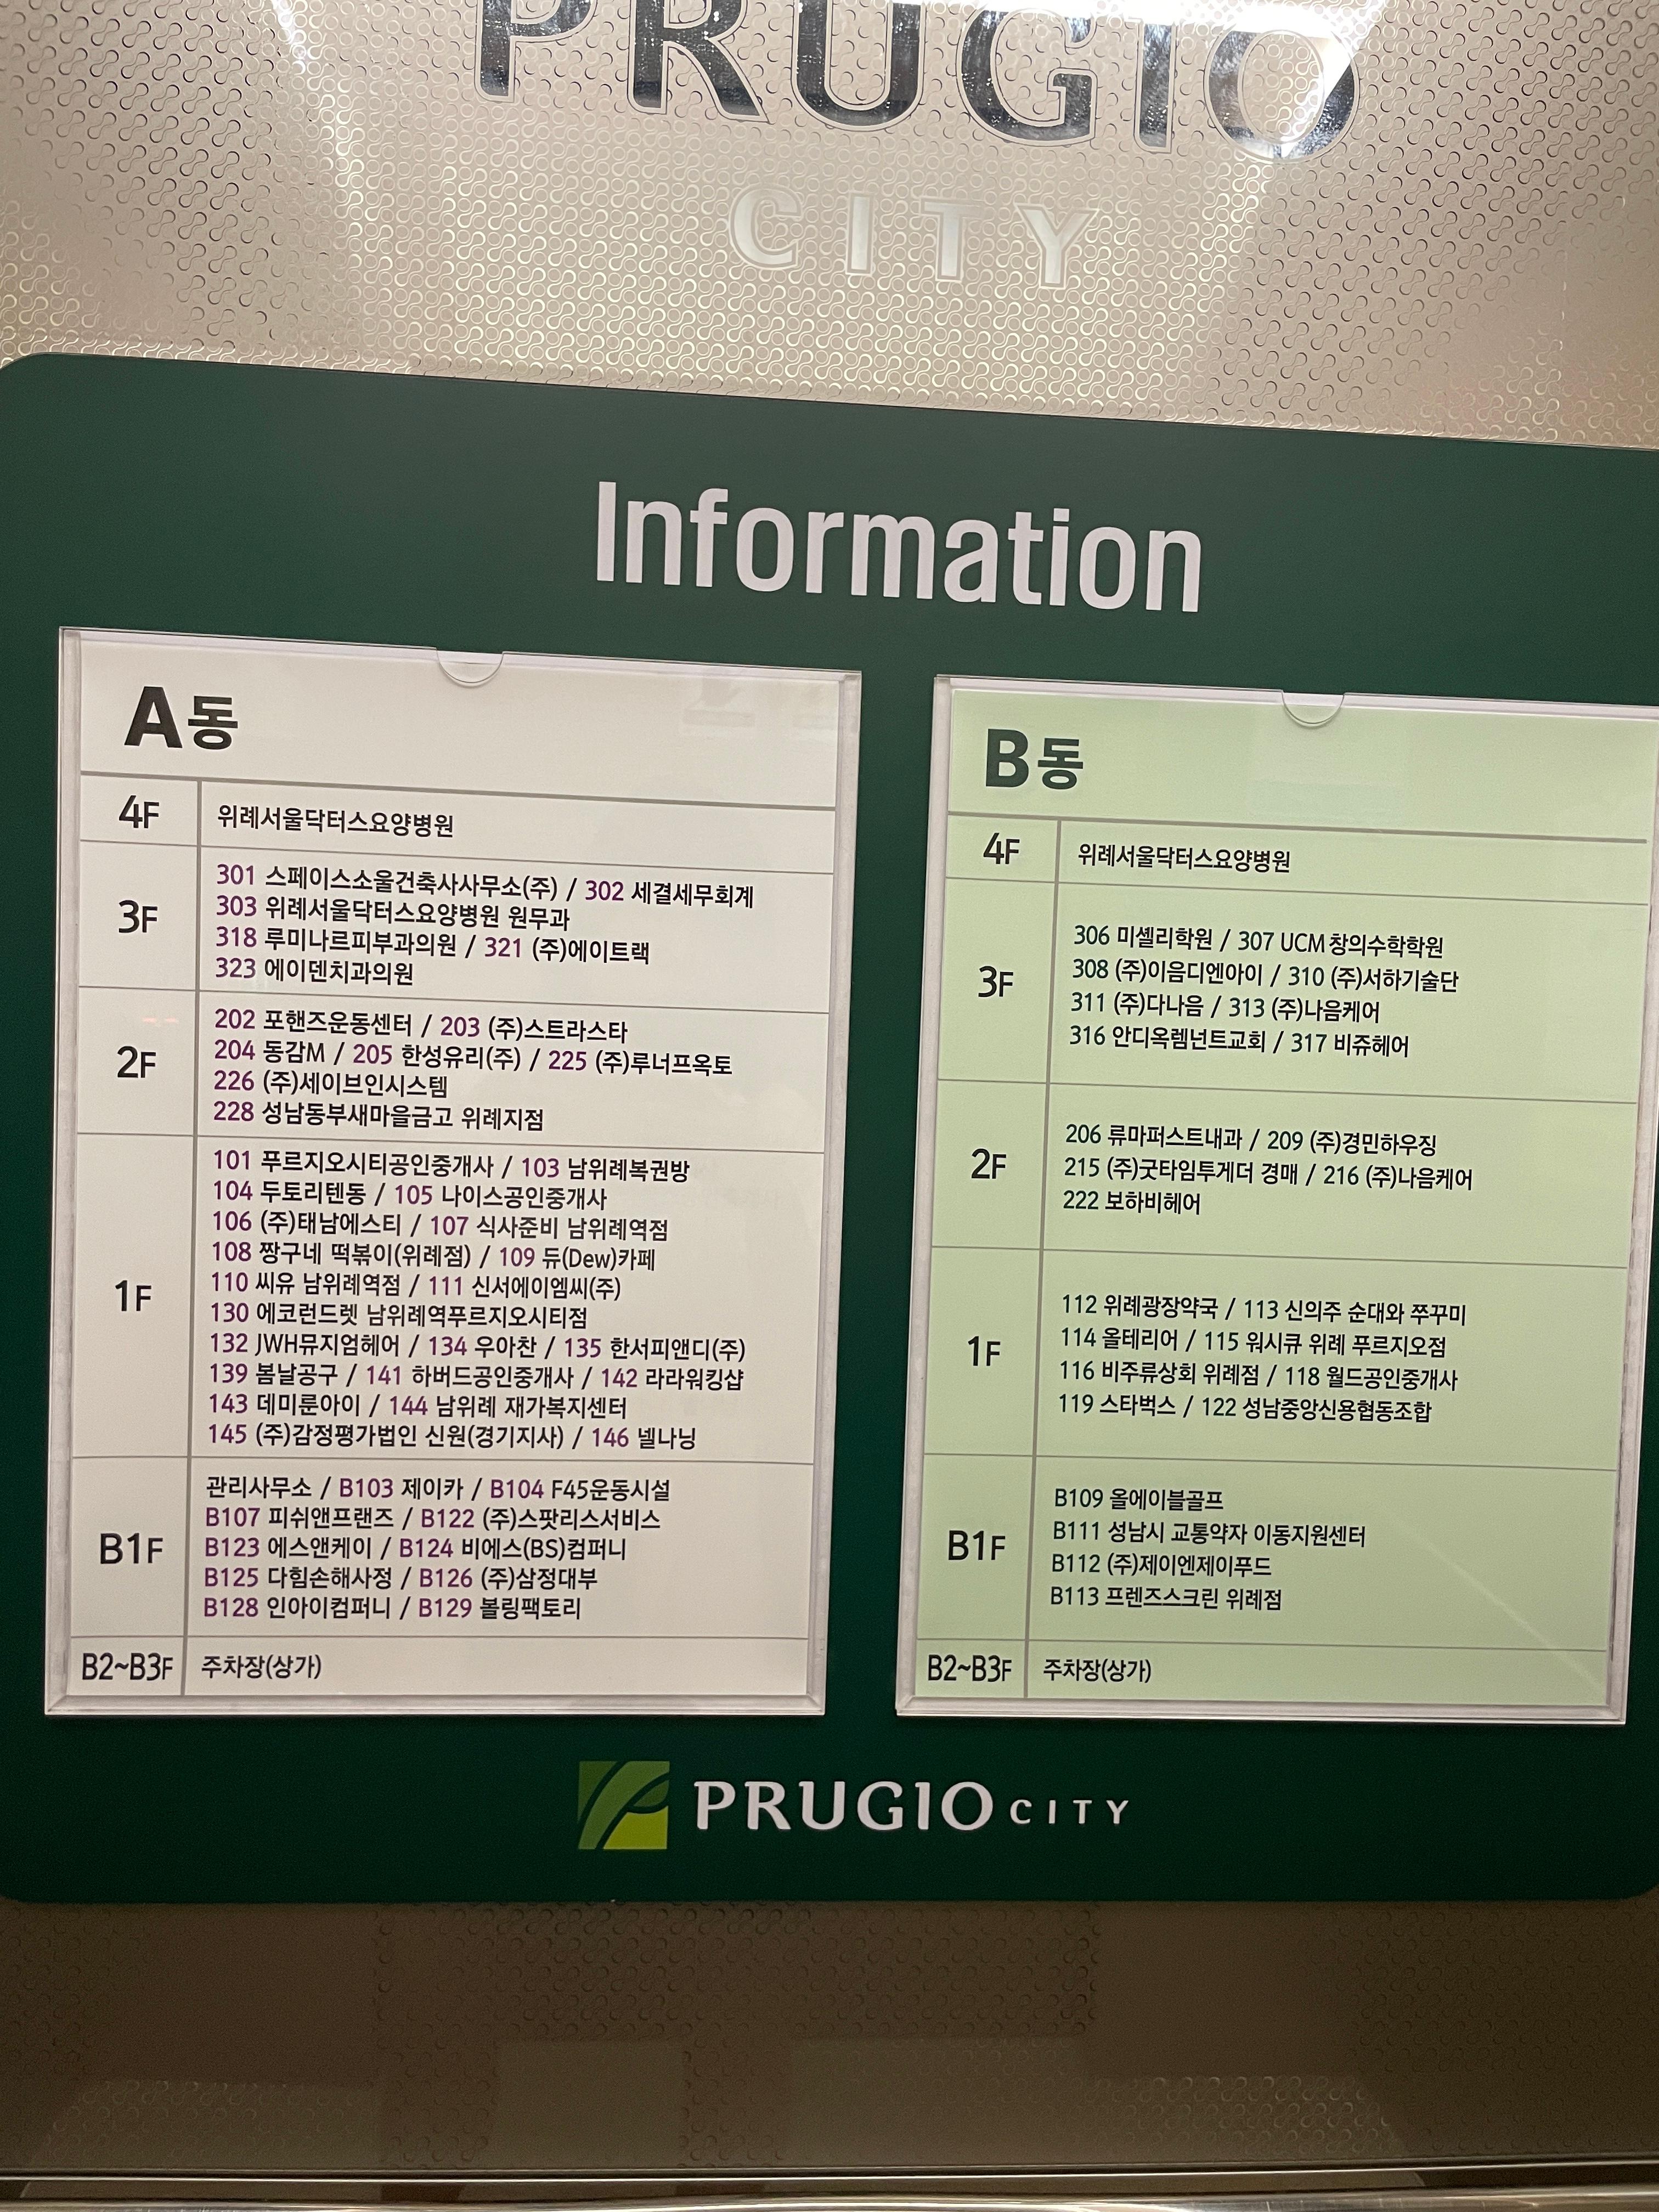 PRUGIO
CITY
Information
A동
4F 위례서울닥터스요양병원
3F
301 스페이스소울건축사사무소(주) / 302 세결세무회계
303 위례서울닥터스요양병원 원무과
318 루미나르피부과의원 / 321 (주)에이트랙
323 에이덴치과의원
2F
202 포핸즈운동센터 / 203 (주)스트라스타
204 동감M / 205 한성유리(주) / 225 (주)루너프옥토
226 (주)세이브인시스템
228 성남동부새마을금고 위례지점
1F
101 푸르지오시티공인중개사 / 103 남위례복권방
104 두토리텐동 / 105 나이스공인중개사
106 (주)태남에스티 / 107 식사준비 남위례역점
108 짱구네 떡볶이(위례점) / 109 듀(Dew)카페
110 씨유 남위례역점 / 111 신서에이엠씨(주)
130 에코런드렛 남위례역푸르지오시티점
132 JWH뮤지엄헤어 / 134 우아찬 / 135 한서피앤디(주)
139 봄날공구 / 141 하버드공인중개사 / 142 라라워킹샵
143 데미룬아이 / 144 남위례 재가복지센터
145 (주)감정평가법인 신원(경기지사) / 146 넬나닝
B1F
관리사무소 / B103 제이카 / B104 F45운동시설
B107 피쉬앤프랜즈 / B122 (주)스팟리스서비스
B123 에스앤케이 / B124 비에스(BS)컴퍼니
B125 다힘손해사정 / B126 (주)삼정대부
B128 인아이컴퍼니 / B129 볼링팩토리
B2~B3F 주차장(상가)
B동
4F 위례서울닥터스요양병원
3F
306 미셸리학원 / 307 UCM창의수학학원
308 (주)이음디엔아이 / 310 (주)서하기술단
311 (주)다나음 / 313 (주)나음케어
316 안디옥렘넌트교회 / 317 비쥬헤어
2F
206 류마퍼스트내과 / 209 (주)경민하우징
215 (주)굿타임투게더 경매 / 216 (주)나음케어
222 보하비헤어
1F
112 위례광장약국 / 113 신의주 순대와 쭈꾸미
114 올테리어 / 115 워시큐 위례 푸르지오점
116 비주류상회 위례점 / 118 월드공인중개사
119 스타벅스 / 122 성남중앙신용협동조합
B1F
B109 올에이블골프
B111 성남시 교통약자 이동지원센터
B112 (주)제이엔제이푸드
B113 프렌즈스크린 위례점
B2~B3F 주차장(상가)
PRUGIO CITY